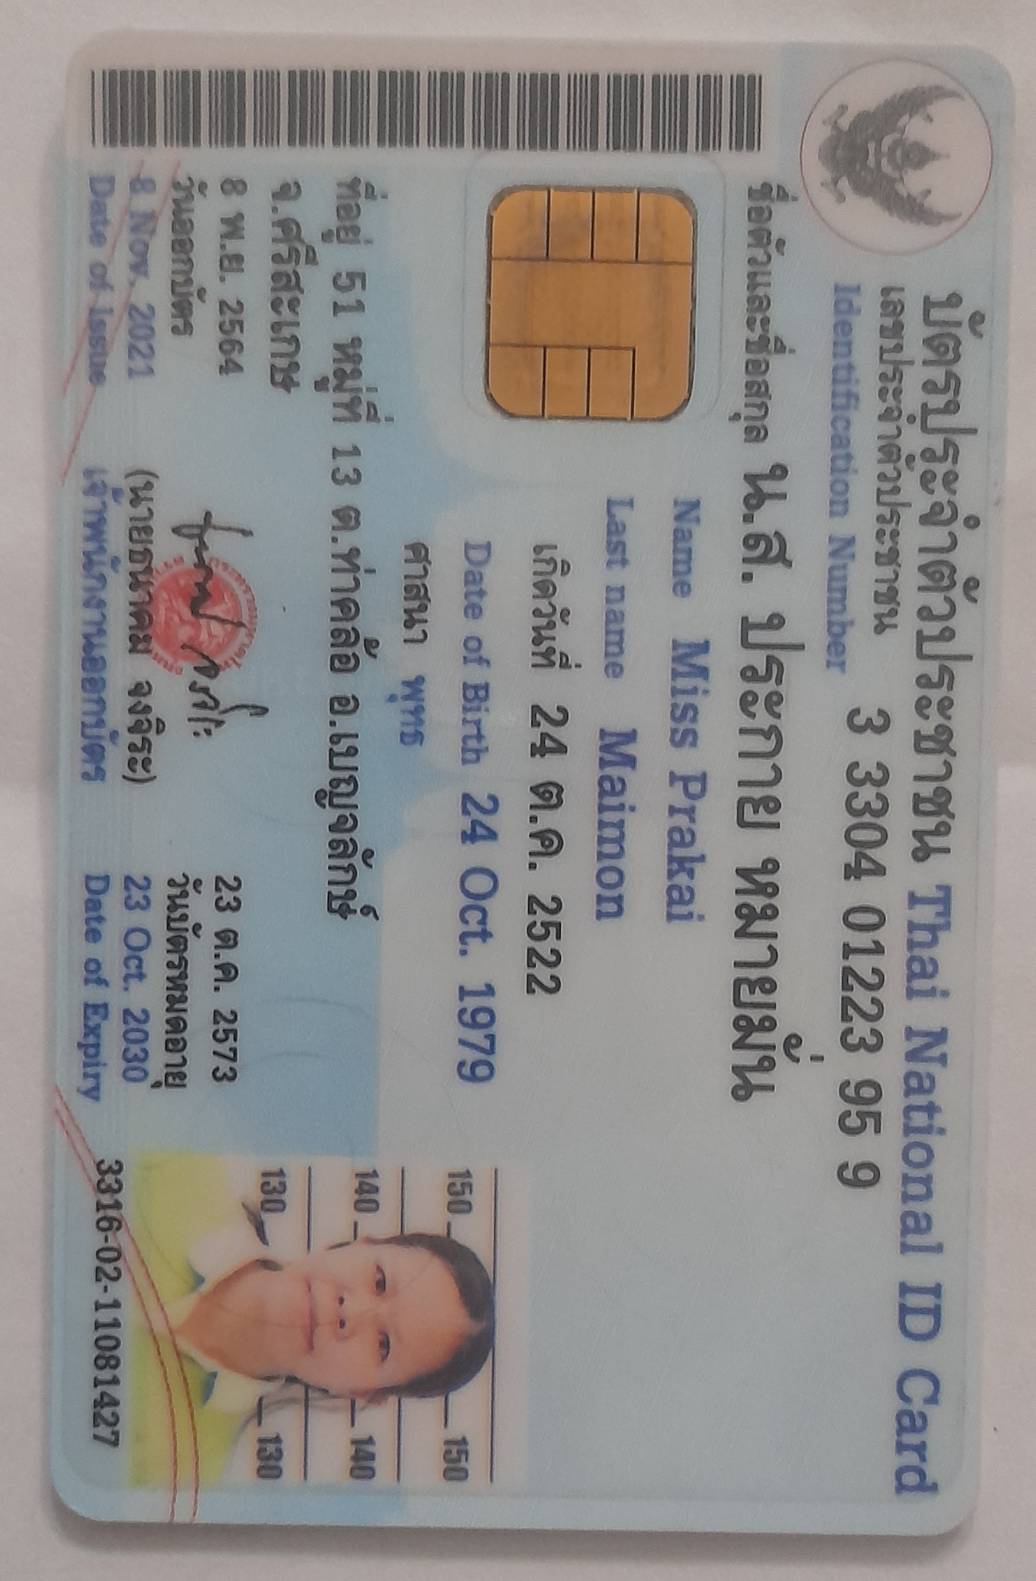 บัตรประจำตัวประชาชน Thai National ID Card
เลขประจำตัวประชาชน 3 3304 01223 95 9
Identification Number
ชื่อตัวและชื่อสกุล น.ส. ประกาย หมายมั่น
Name Miss Prakai
Last name Maimon
เกิดวันที่ 24 ต.ค. 2522
Date of Birth 24 Oct. 1979
ศาสนา พุทธ
ที่อยู่ 51 หมู่ที่ 13 ต.ท่าคล้อ อ.เบญจลักษ์
จ.ศรีสะเกษ
8 พ.ย. 2564
วันออกบัตร
8 Nov. 2021
Date of Issue
(นายธนาคม จงจิระ)
เจ้าพนักงานออกบัตร
23 ต.ค. 2573
วันบัตรหมดอายุ
23 Oct. 2030
Date of Expiry
150 150
140 140
130 130
3316-02-11081427